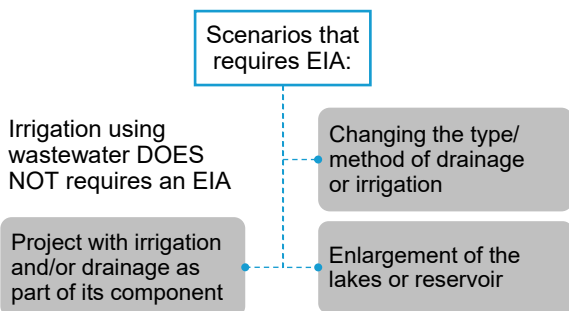 Scenarios that
requires EIA:
Irrigation using
wastewater DOES
NOT requires an EIA
Changing the type/
method of drainage
or irrigation
Project with irrigation
and/or drainage as
part of its component
Enlargement of the
lakes or reservoir